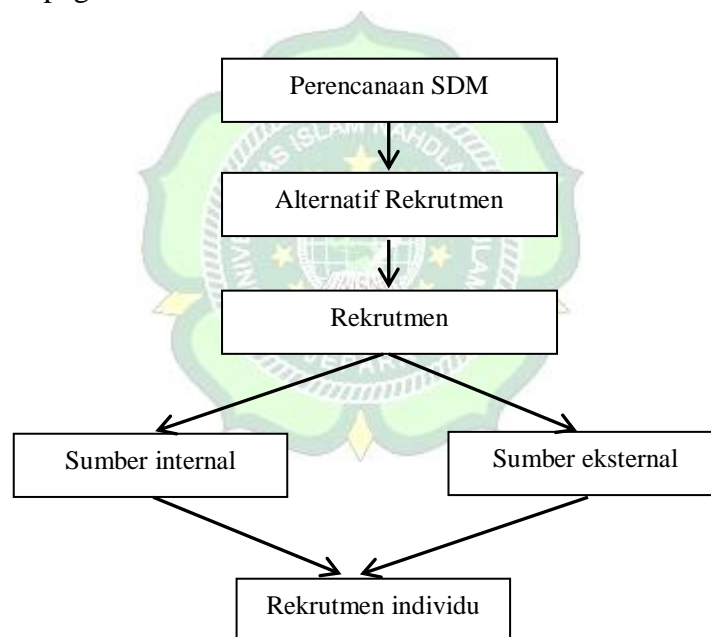 Perencanaan SDM
Alternatif Rekrutmen
Rekrutmen
Sumber internal
Sumber eksternal
Rekrutmen individu